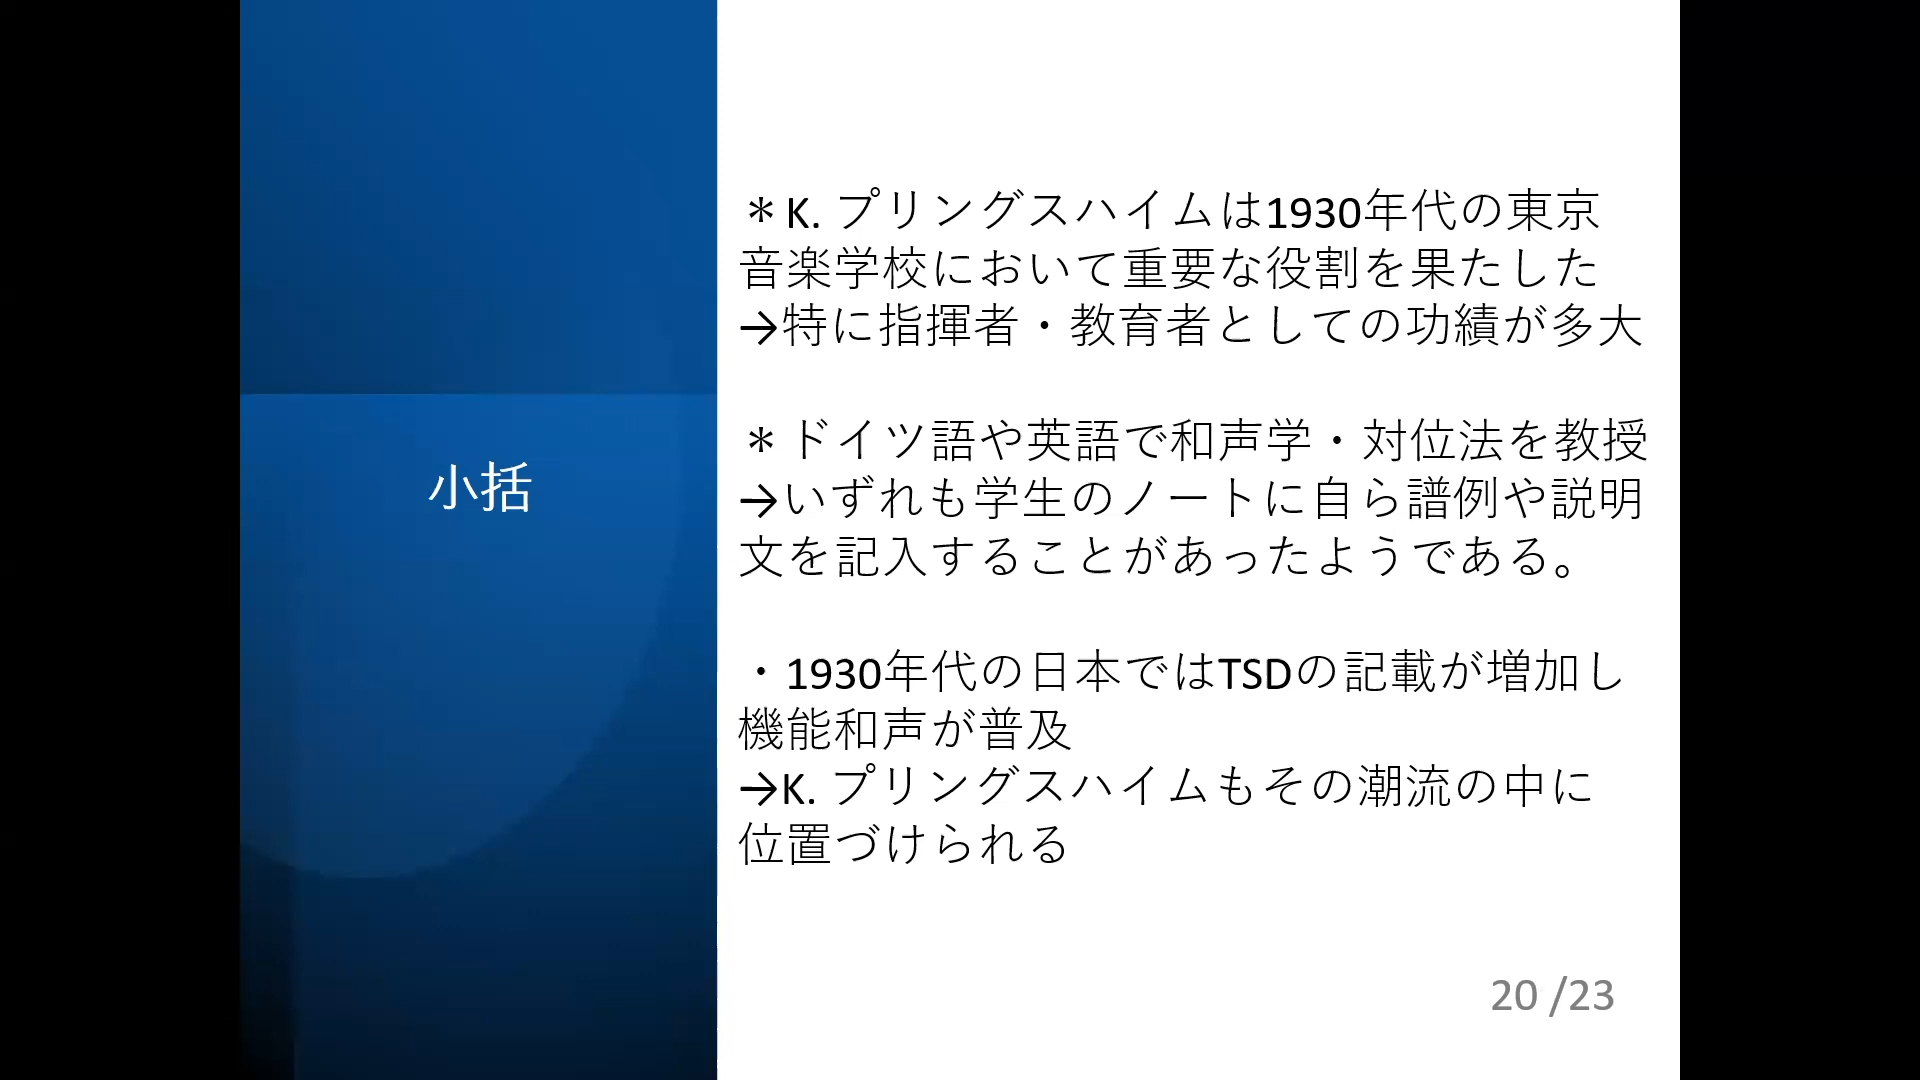 小括
＊K. プリングスハイムは1930年代の東京
音楽学校において重要な役割を果たした
→特に指揮者・教育者としての功績が多大
＊ドイツ語や英語で和声学・対位法を教授
→いずれも学生のノートに自ら譜例や説明
文を記入することがあったようである。
・1930年代の日本ではTSDの記載が増加し
機能和声が普及
→K. プリングスハイムもその潮流の中に
位置づけられる
20 /23